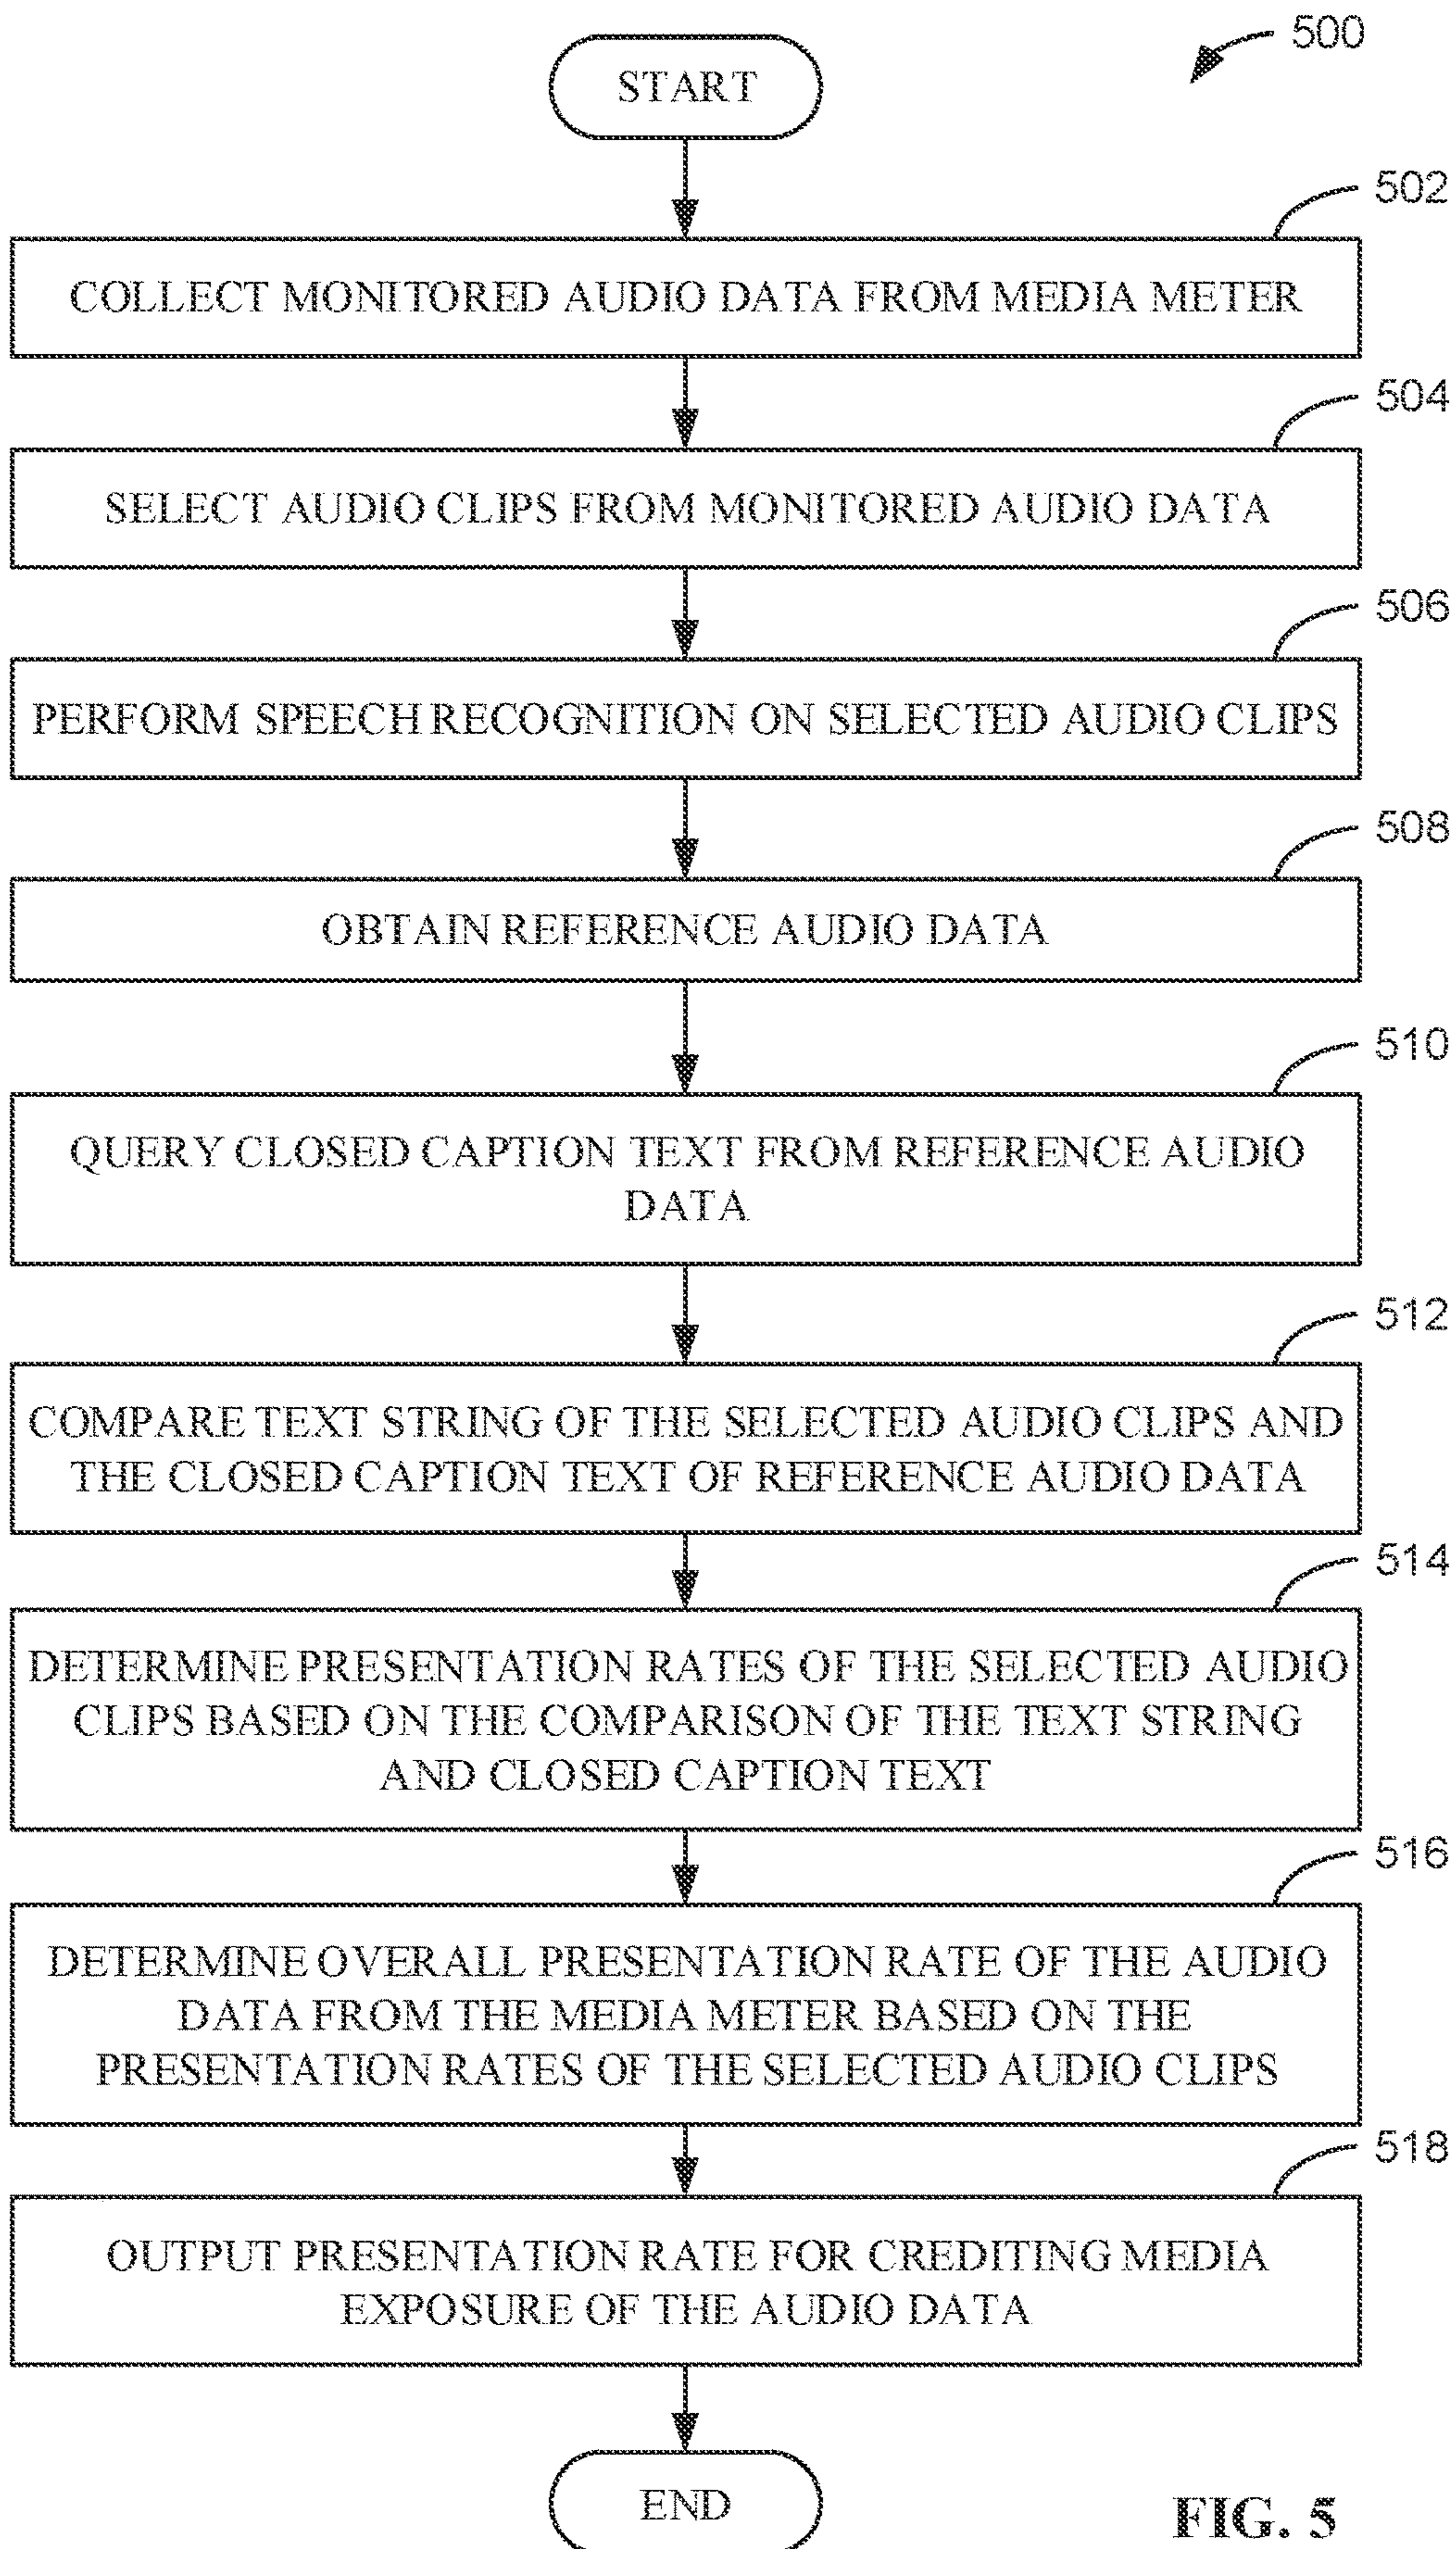 500
START
502
COLLECT MONITORED AUDIO DATA FROM MEDIA METER
504
SELECT AUDIO CLIPS FROM MONITORED AUDIO DATA
506
PERFORM SPEECH RECOGNITION ON SELECTED AUDIO CLIPS
508
OBTAIN REFERENCE AUDIO DATA
510
QUERY CLOSED CAPTION TEXT FROM REFERENCE AUDIO
DATA
512
COMPARE TEXT STRING OF THE SELECTED AUDIO CLIPS AND
THE CLOSED CAPTION TEXT OF REFERENCE AUDIO DATA
514
DETERMINE PRESENTATION RATES OF THE SELECTED AUDIO
CLIPS BASED ON THE COMPARISON OF THE TEXT STRING
AND CLOSED CAPTION TEXT
516
DETERMINE OVERALL PRESENTATION RATE OF THE AUDIO
DATA FROM THE MEDIA METER BASED ON THE
PRESENTATION RATES OF THE SELECTED AUDIO CLIPS
518
OUTPUT PRESENTATION RATE FOR CREDITING MEDIA
EXPOSURE OF THE AUDIO DATA
END
FIG. 5